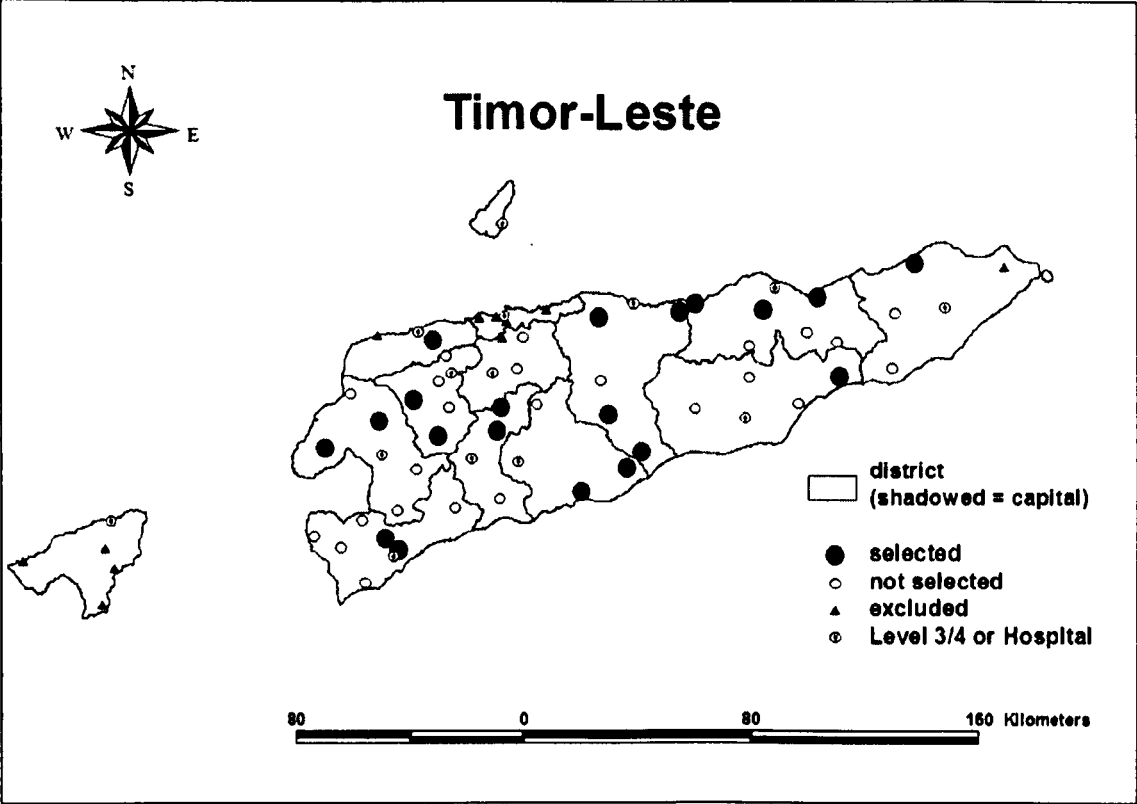 N
W E
S
Timor-Leste
district
(shadowed = capital)
selected
not selected
excluded
Level 3/4 or Hospital
80 0 80 160 Kilometers